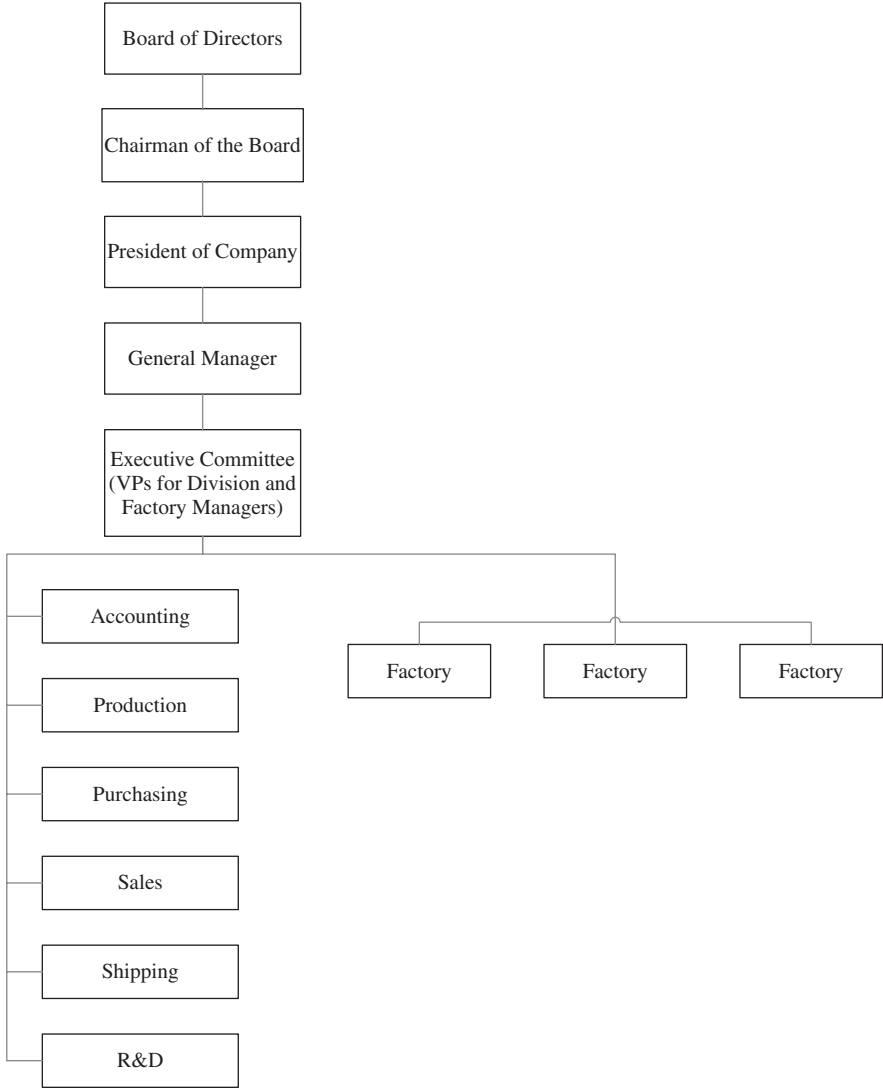 Board of Directors
Chairman of the Board
President of Company
General Manager
Executive Committee
(VPs for Division and
Factory Managers)
Accounting
Production
Purchasing
Sales
Shipping
R&D
Factory
Factory
Factory